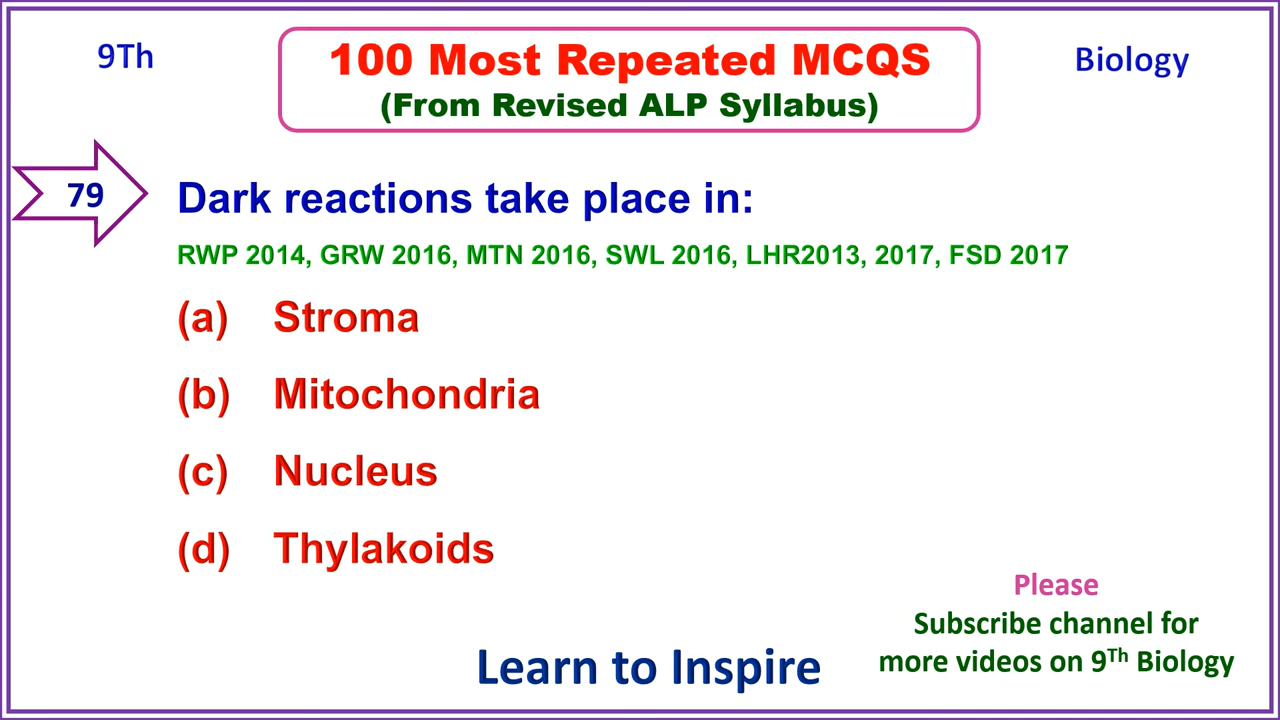 9Th
100 Most Repeated MCQS
Biology
(From Revised ALP Syllabus)
79
Dark reactions take place in:
RWP 2014, GRW 2016, MTN 2016, SWL 2016, LHR2013, 2017, FSD 2017
(a) Stroma
(b) Mitochondria
(c) Nucleus
(d) Thylakoids
Please
Subscribe channel for
more videos on 9Th Biology
Learn to Inspire